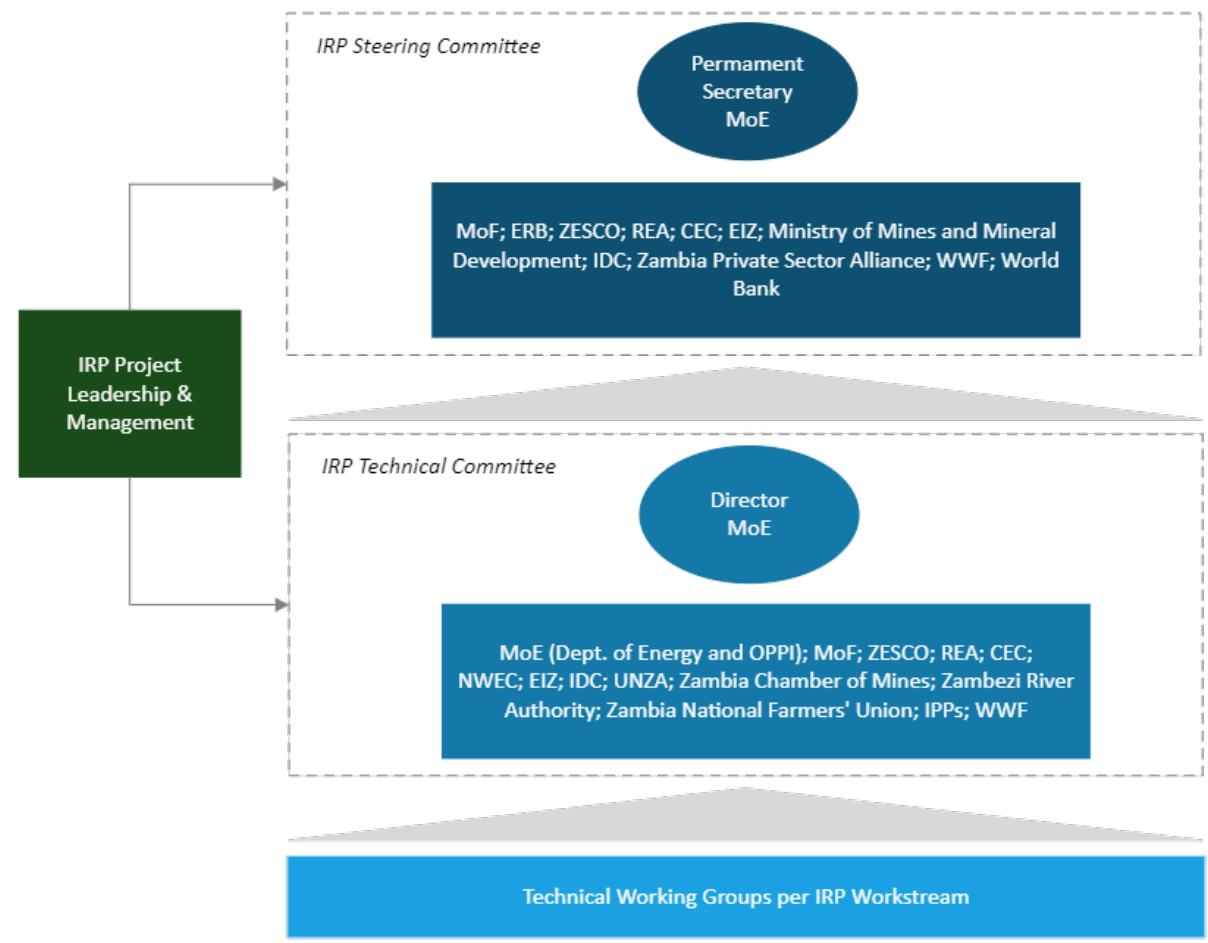 IRP Steering Committee
Permament
Secretary
MoE
MoF; ERB; ZESCO; REA; CEC; EIZ; Ministry of Mines and Mineral
Development; IDC; Zambia Private Sector Alliance; WWF; World
Bank
IRP Project
Leadership &
Management
IRP Technical Committee
Director
MoE
MoE (Dept. of Energy and OPPI); MoF; ZESCO; REA; CEC;
NWEC; EIZ; IDC; UNZA; Zambia Chamber of Mines; Zambezi River
Authority; Zambia National Farmers' Union; IPPs; WWF
Technical Working Groups per IRP Workstream